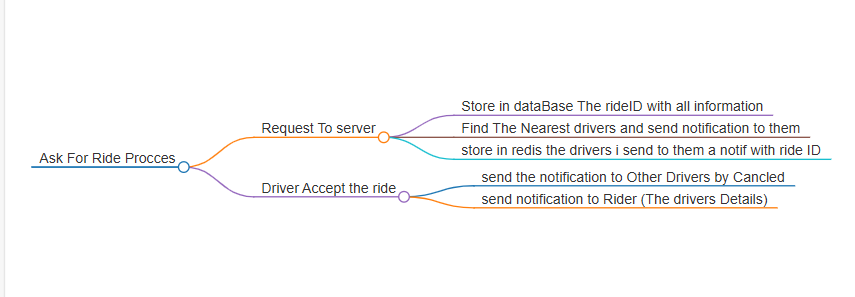 Ask For Ride Procces
Request To server
Store in dataBase The rideID with all information
Find The Nearest drivers and send notification to them
store in redis the drivers i send to them a notif with ride ID
Driver Accept the ride
send the notification to Other Drivers by Cancled
send notification to Rider (The drivers Details)